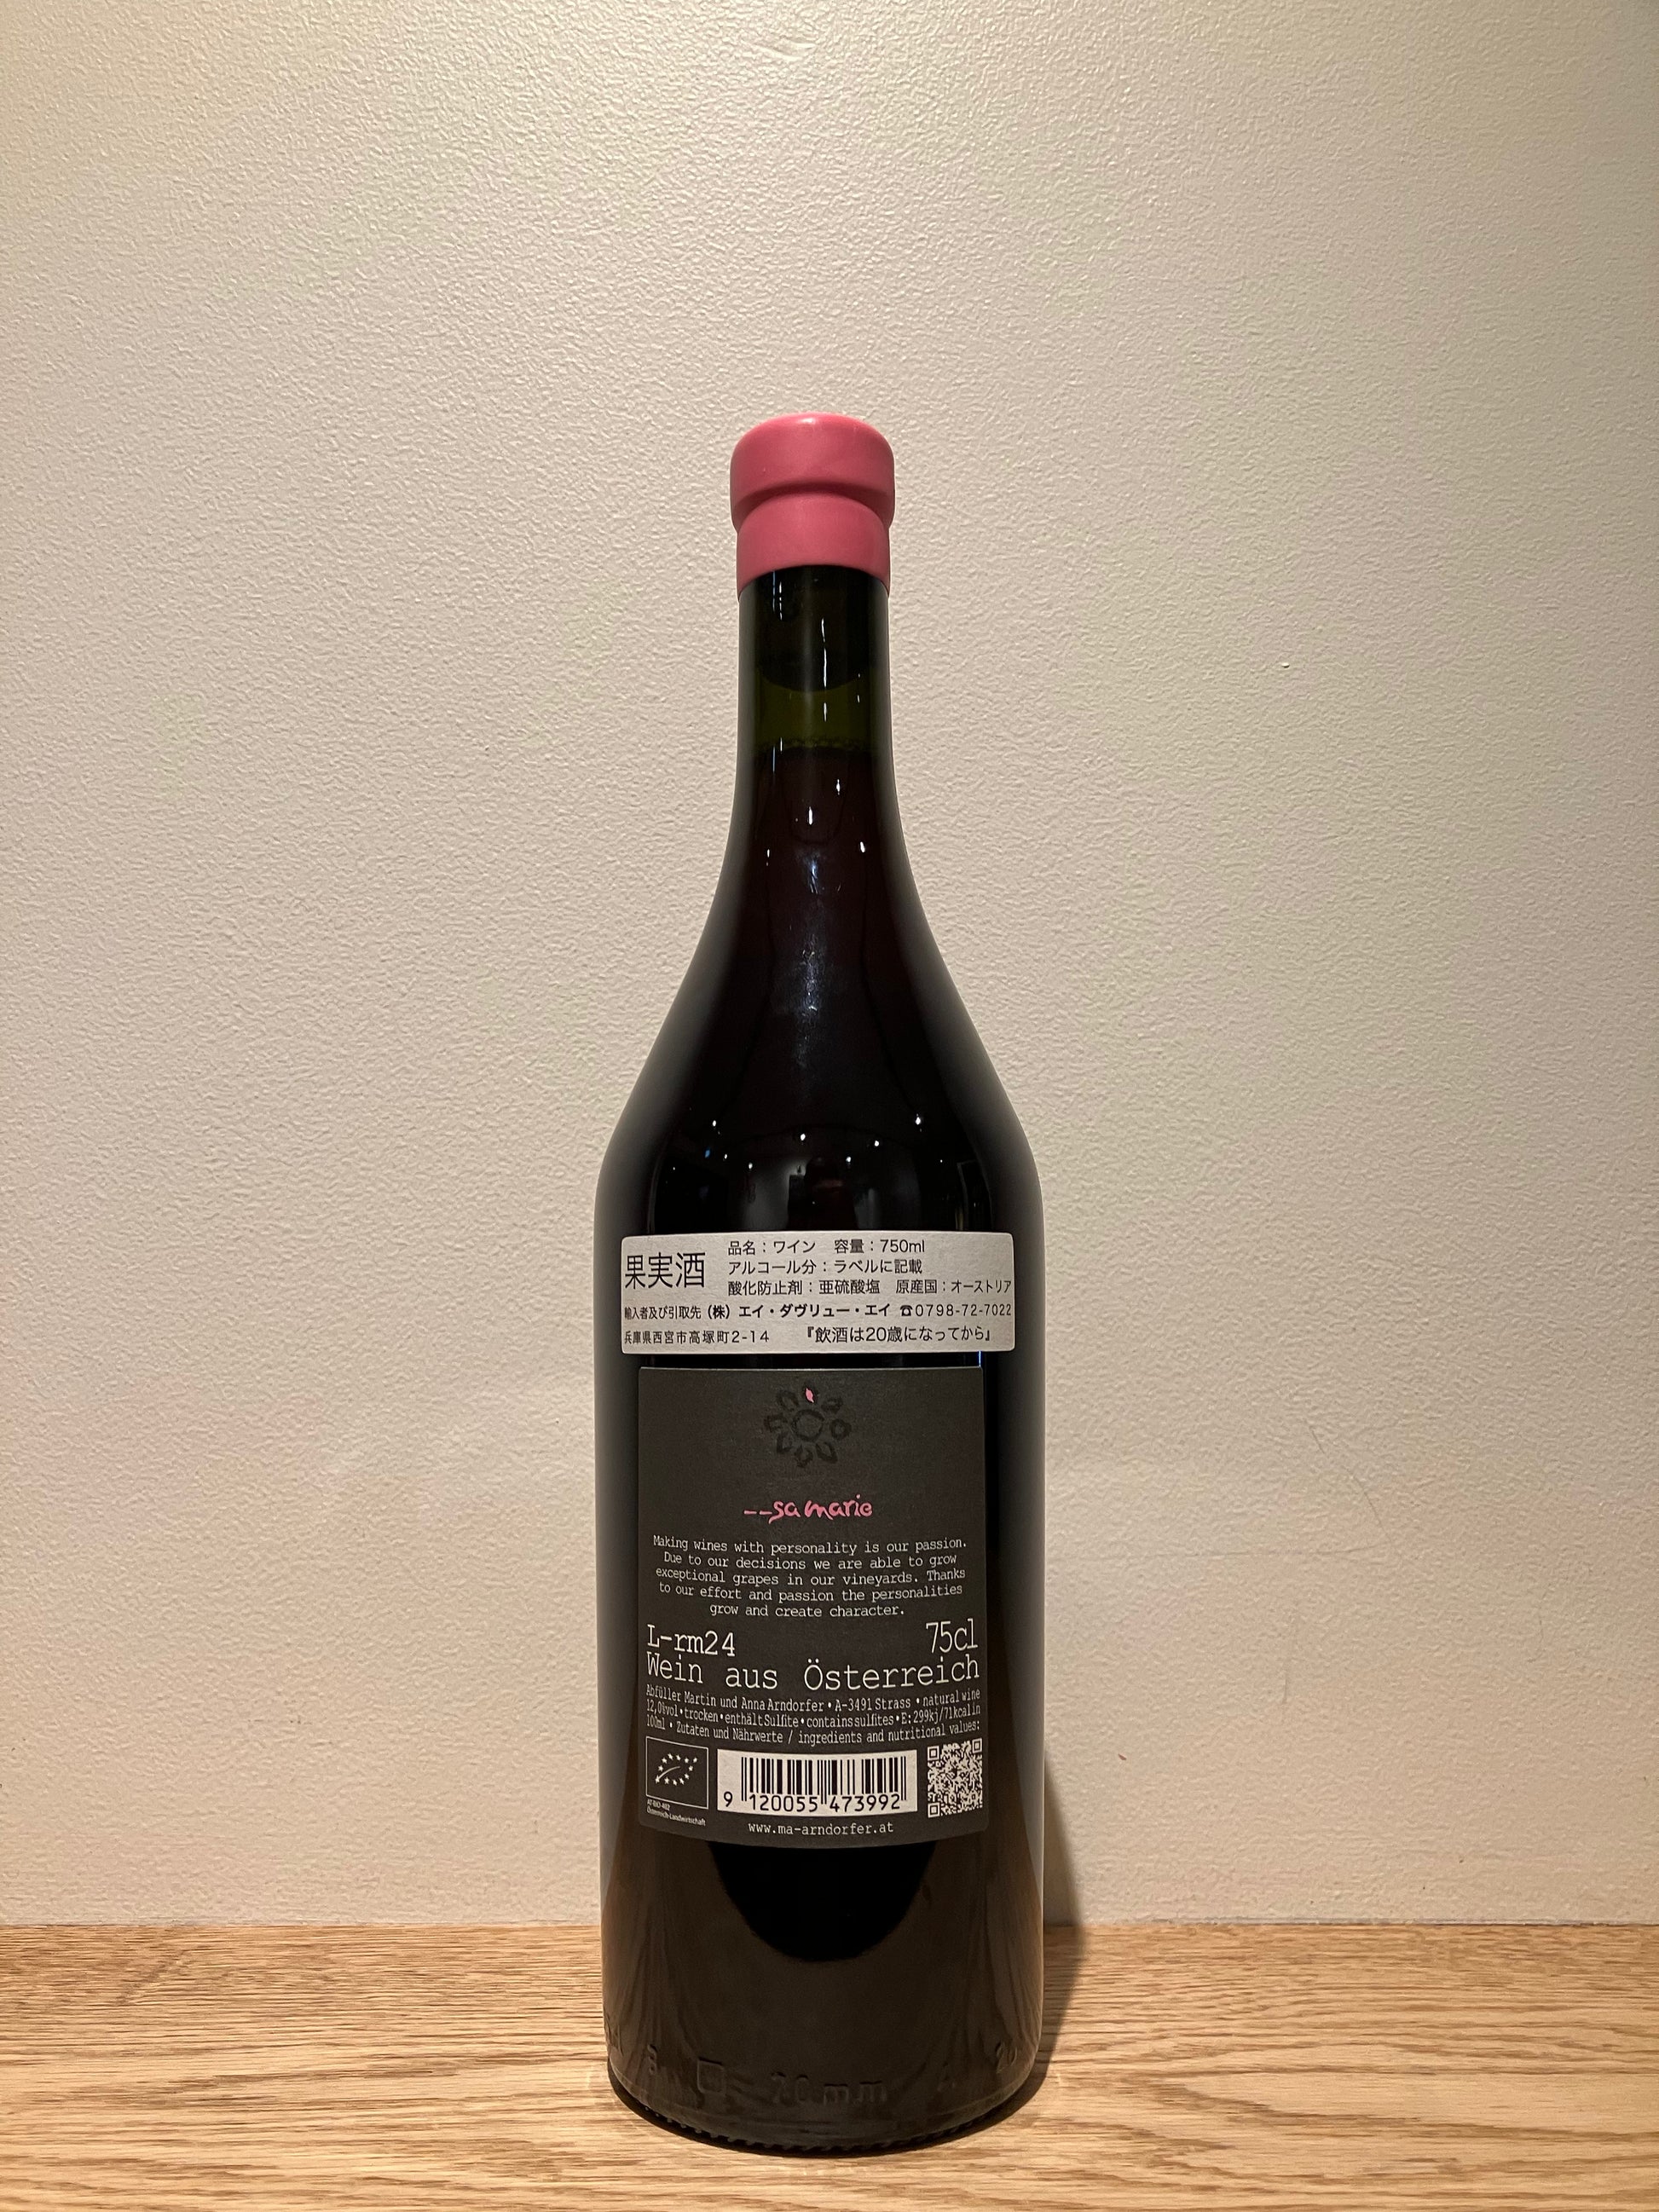 果実酒
品名：ワイン　容量：750ml
アルコール分：ラベルに記載
酸化防止剤：亜硫酸塩　原産国：オーストリア
輸入者及び引取先（株）エイ・ダヴリュー・エイ ☎0798-72-7022
兵庫県西宮市高塚町2-14　『飲酒は20歳になってから』
--sa marie
Making wines with personality is our passion.
Due to our decisions we are able to grow
exceptional grapes in our vineyards. Thanks
to our effort and passion the personalities
grow and create character.
L-rm24 75cl
Wein aus Österreich
Abfüller Martin und Anna Arndorfer • A-3491 Strass • natural wine
12,0%vol • trocken • enthält Sulfite • contains sulfites • E: 299kj/71kcal in
100ml • Zutaten und Nährwerte / ingredients and nutritional values:
AT-BIO-402
Österreich-Landwirtschaft
9 120055 473992
www.ma-arndorfer.at